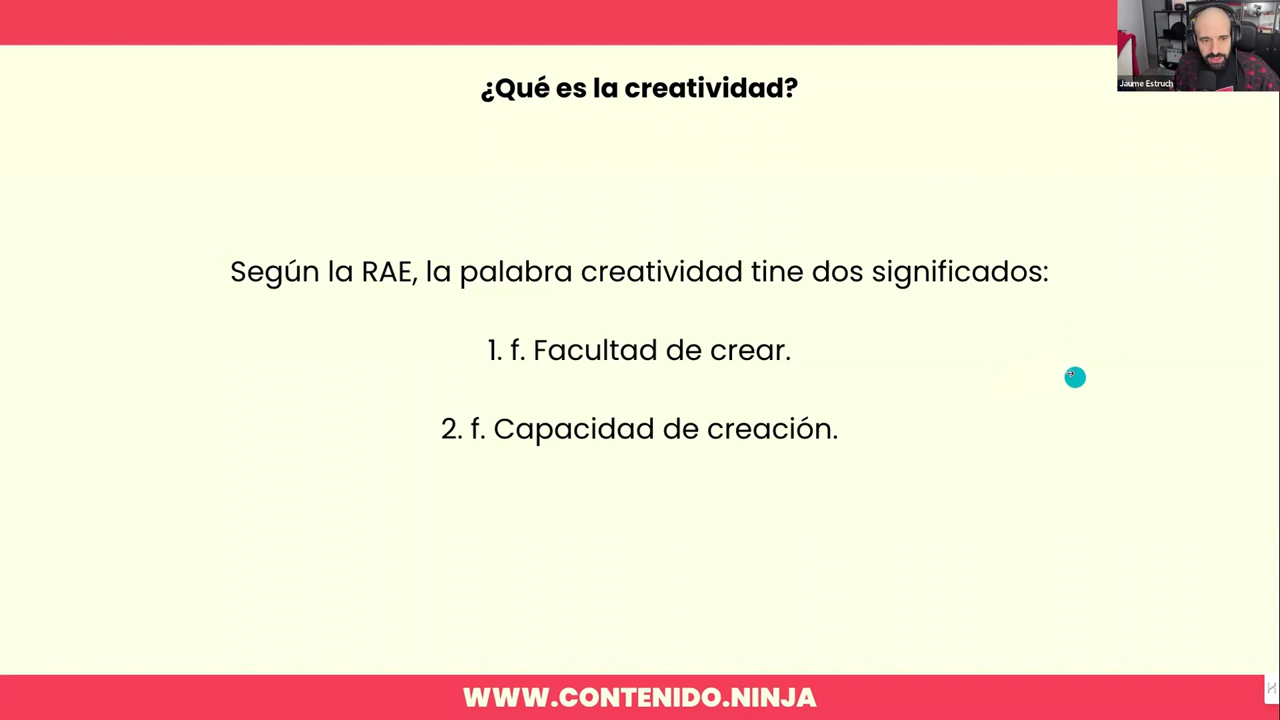 ¿Qué es la creatividad?
Jaume Estruch
Según la RAE, la palabra creatividad tine dos significados:
1. f. Facultad de crear.
2. f. Capacidad de creación.
WWW.CONTENIDO.NINJA